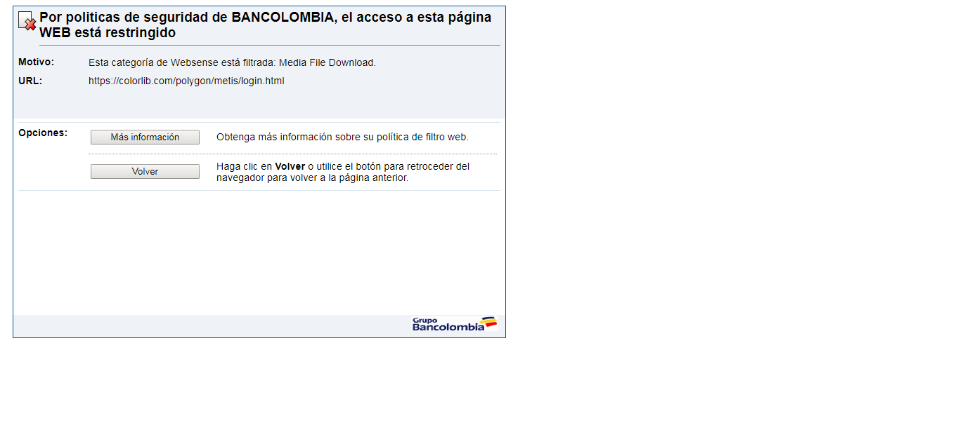 Por politicas de seguridad de BANCOLOMBIA, el acceso a esta página
WEB está restringido
Motivo: Esta categoría de Websense está filtrada: Media File Download.
URL: https://colorlib.com/polygon/metis/login.html
Opciones: Más información Obtenga más información sobre su política de filtro web.
Volver Haga clic en Volver o utilice el botón para retroceder del
navegador para volver a la página anterior.
Grupo
Bancolombia